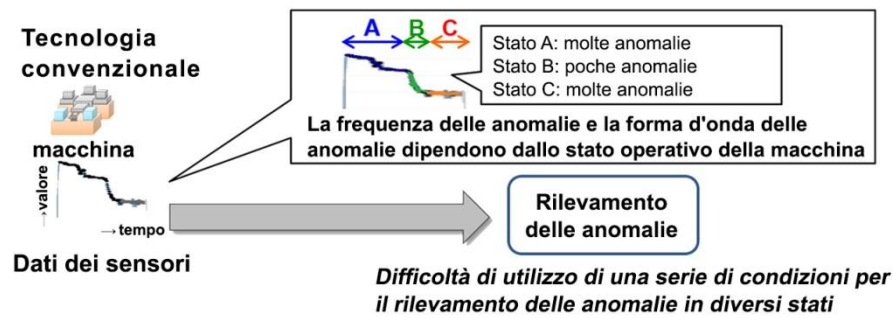 Tecnologia
convenzionale
macchina
→valore
→tempo
Dati dei sensori
A B C
Stato A: molte anomalie
Stato B: poche anomalie
Stato C: molte anomalie
La frequenza delle anomalie e la forma d'onda delle
anomalie dipendono dallo stato operativo della macchina
Rilevamento
delle anomalie
Difficoltà di utilizzo di una serie di condizioni per
il rilevamento delle anomalie in diversi stati